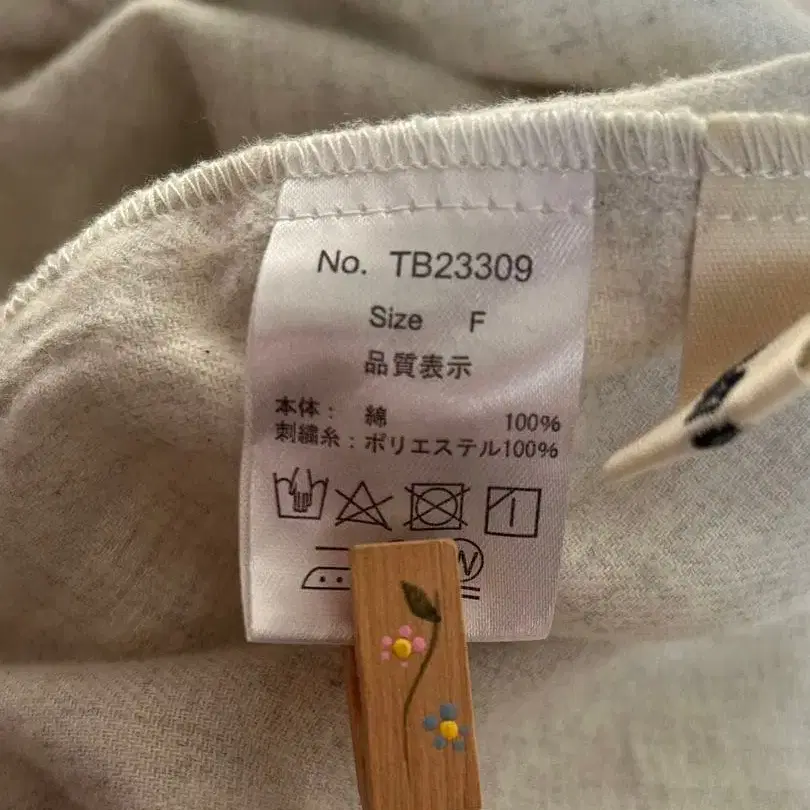 No. TB23309
Size F
品質表示
本体： 綿 100%
刺繍糸：ポリエステル100%
W